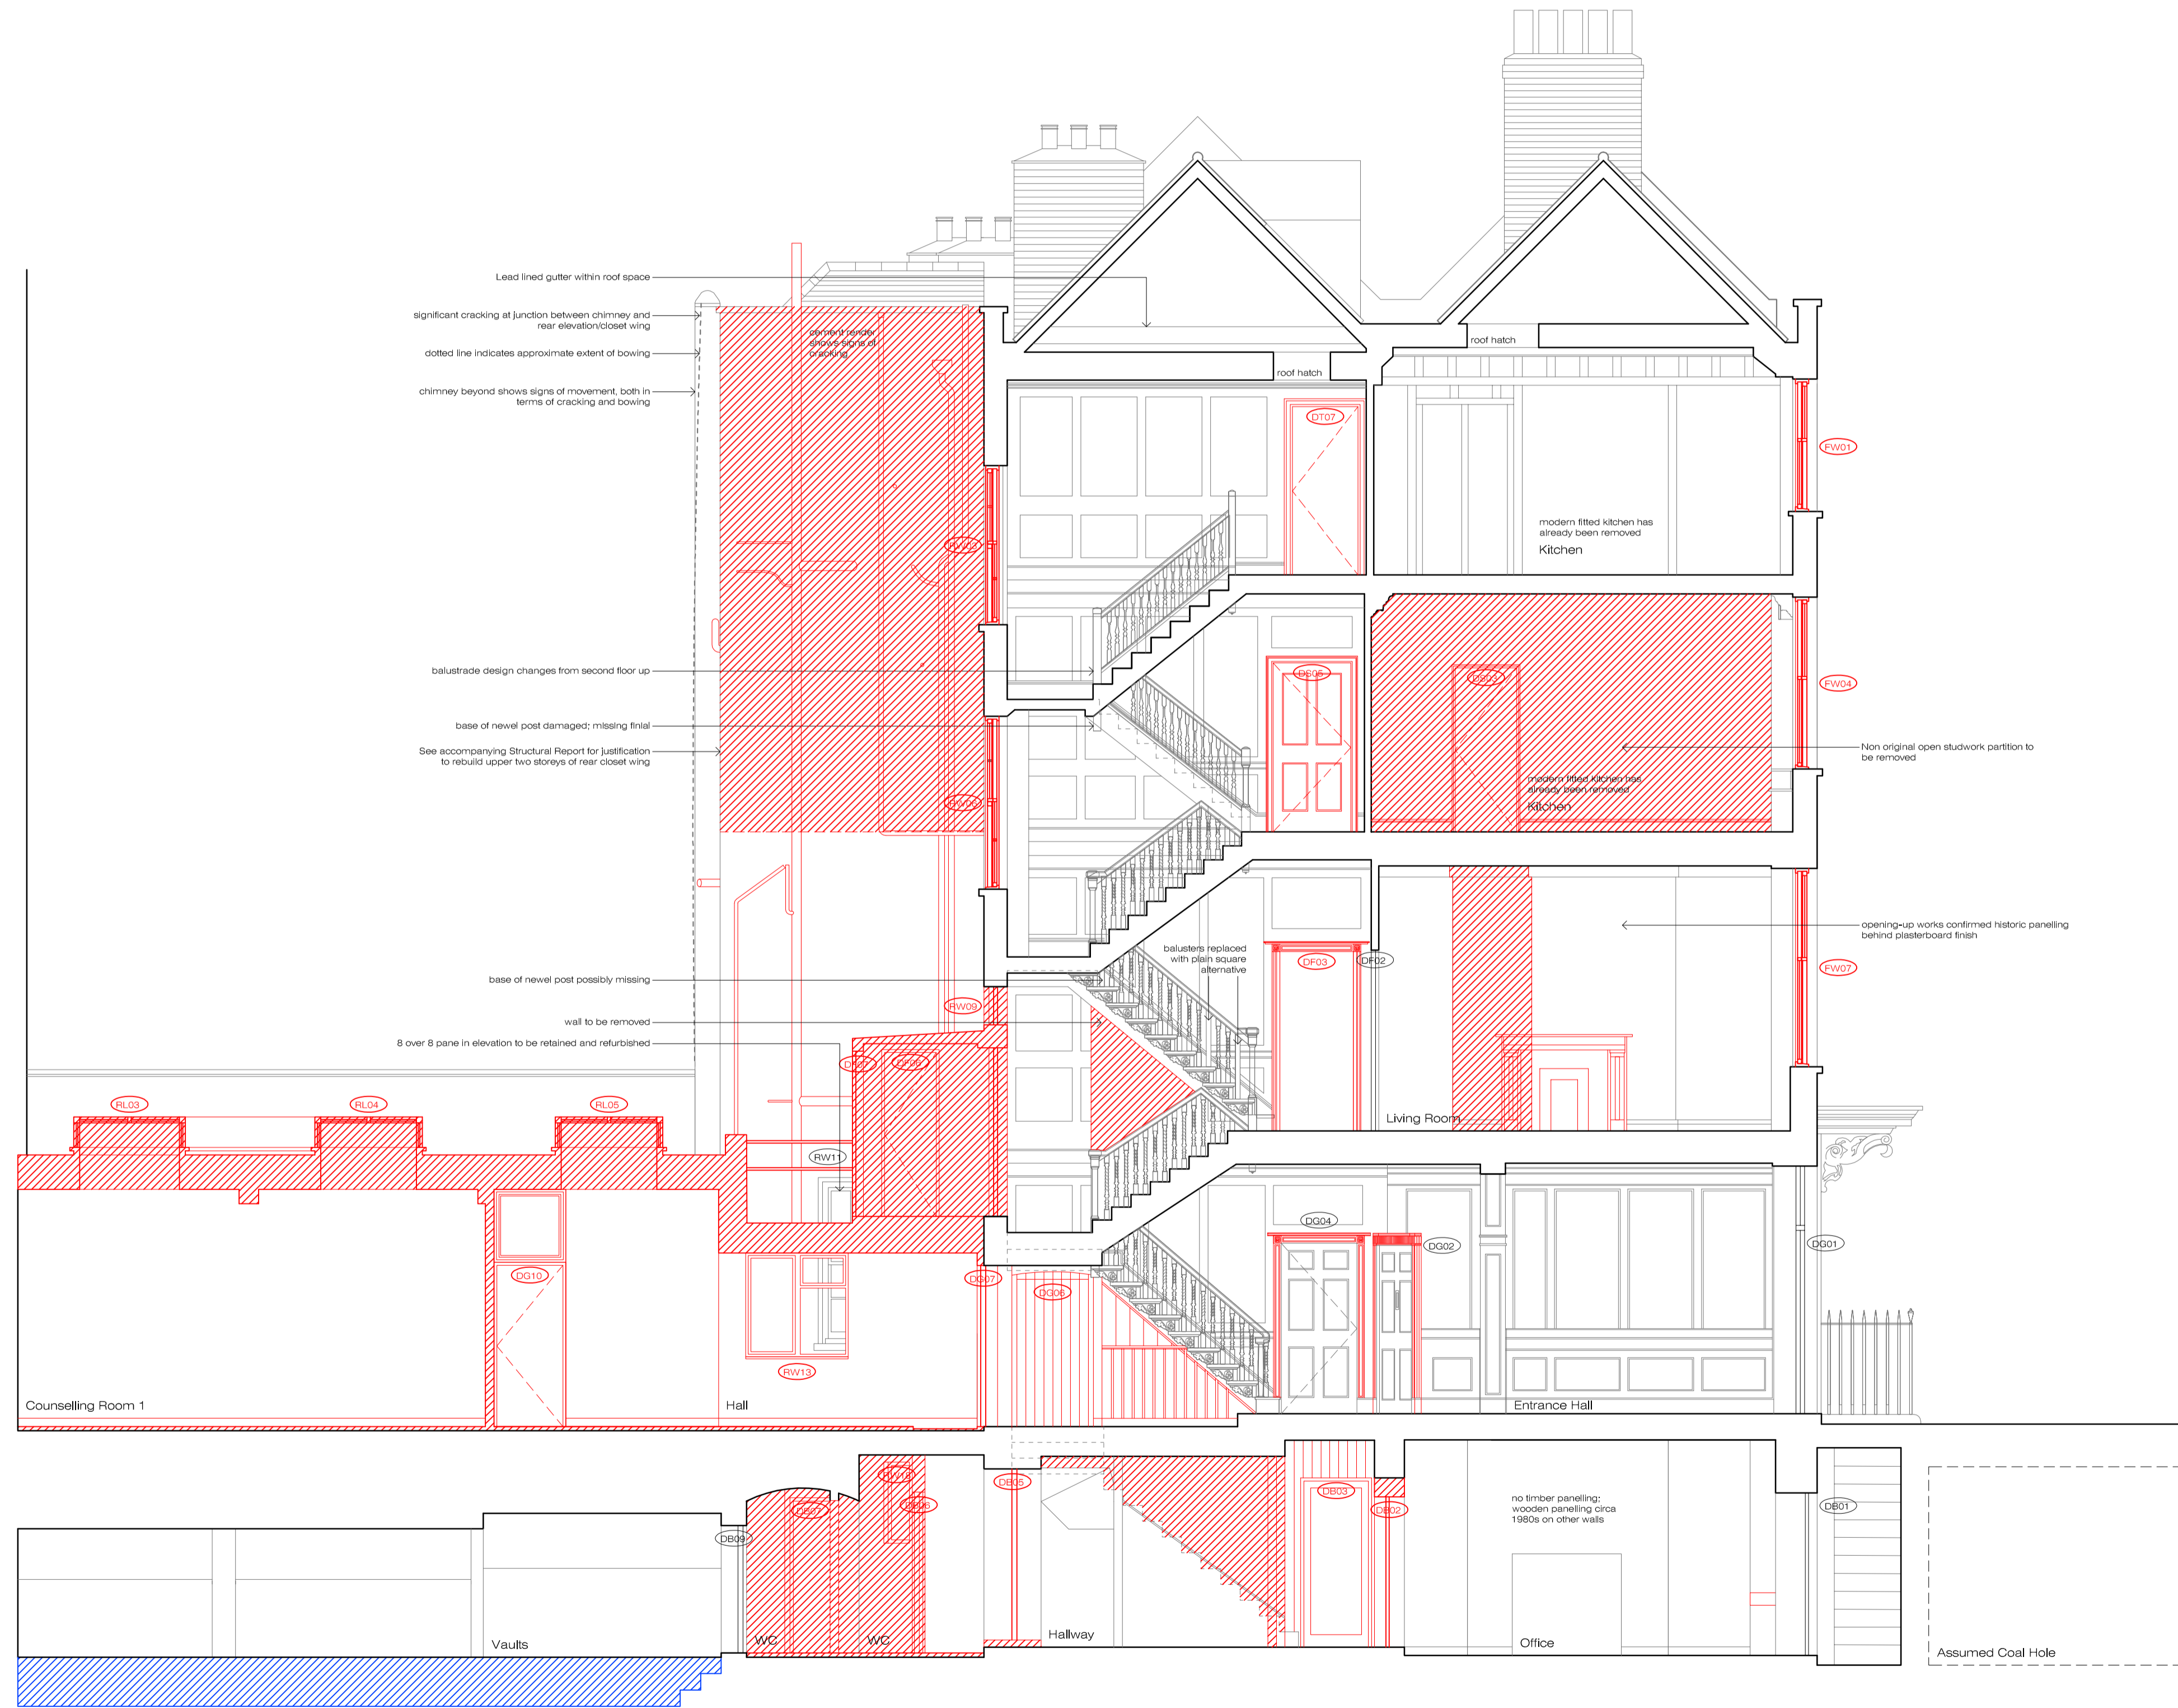 Lead lined gutter within roof space
significant cracking at junction between chimney and
rear elevation/closet wing
dotted line indicates approximate extent of bowing
chimney beyond shows signs of movement, both in
terms of cracking and bowing
cement render
shows signs of
cracking
roof hatch
roof hatch
DT07
FW01
RW03
modern fitted kitchen has
already been removed
Kitchen
balustrade design changes from second floor up
base of newel post damaged; missing finial
See accompanying Structural Report for justification
to rebuild upper two storeys of rear closet wing
DS05
DS03
FW04
Non original open studwork partition to
be removed
modern fitted kitchen has
already been removed
Kitchen
RW06
base of newel post possibly missing
wall to be removed
8 over 8 pane in elevation to be retained and refurbished
balusters replaced
with plain square
alternative
DF03
DF02
FW07
opening-up works confirmed historic panelling
behind plasterboard finish
RW09
DF07
DF06
Living Room
RL03
RL04
RL05
RW11
DG04
DG02
DG01
DG10
DG07
DG06
RW13
Counselling Room 1
Hall
Entrance Hall
RW15
DB07
DB06
DB05
DB03
DB02
DB01
DB09
no timber panelling;
wooden panelling circa
1980s on other walls
Vaults
WC
WC
Hallway
Office
Assumed Coal Hole